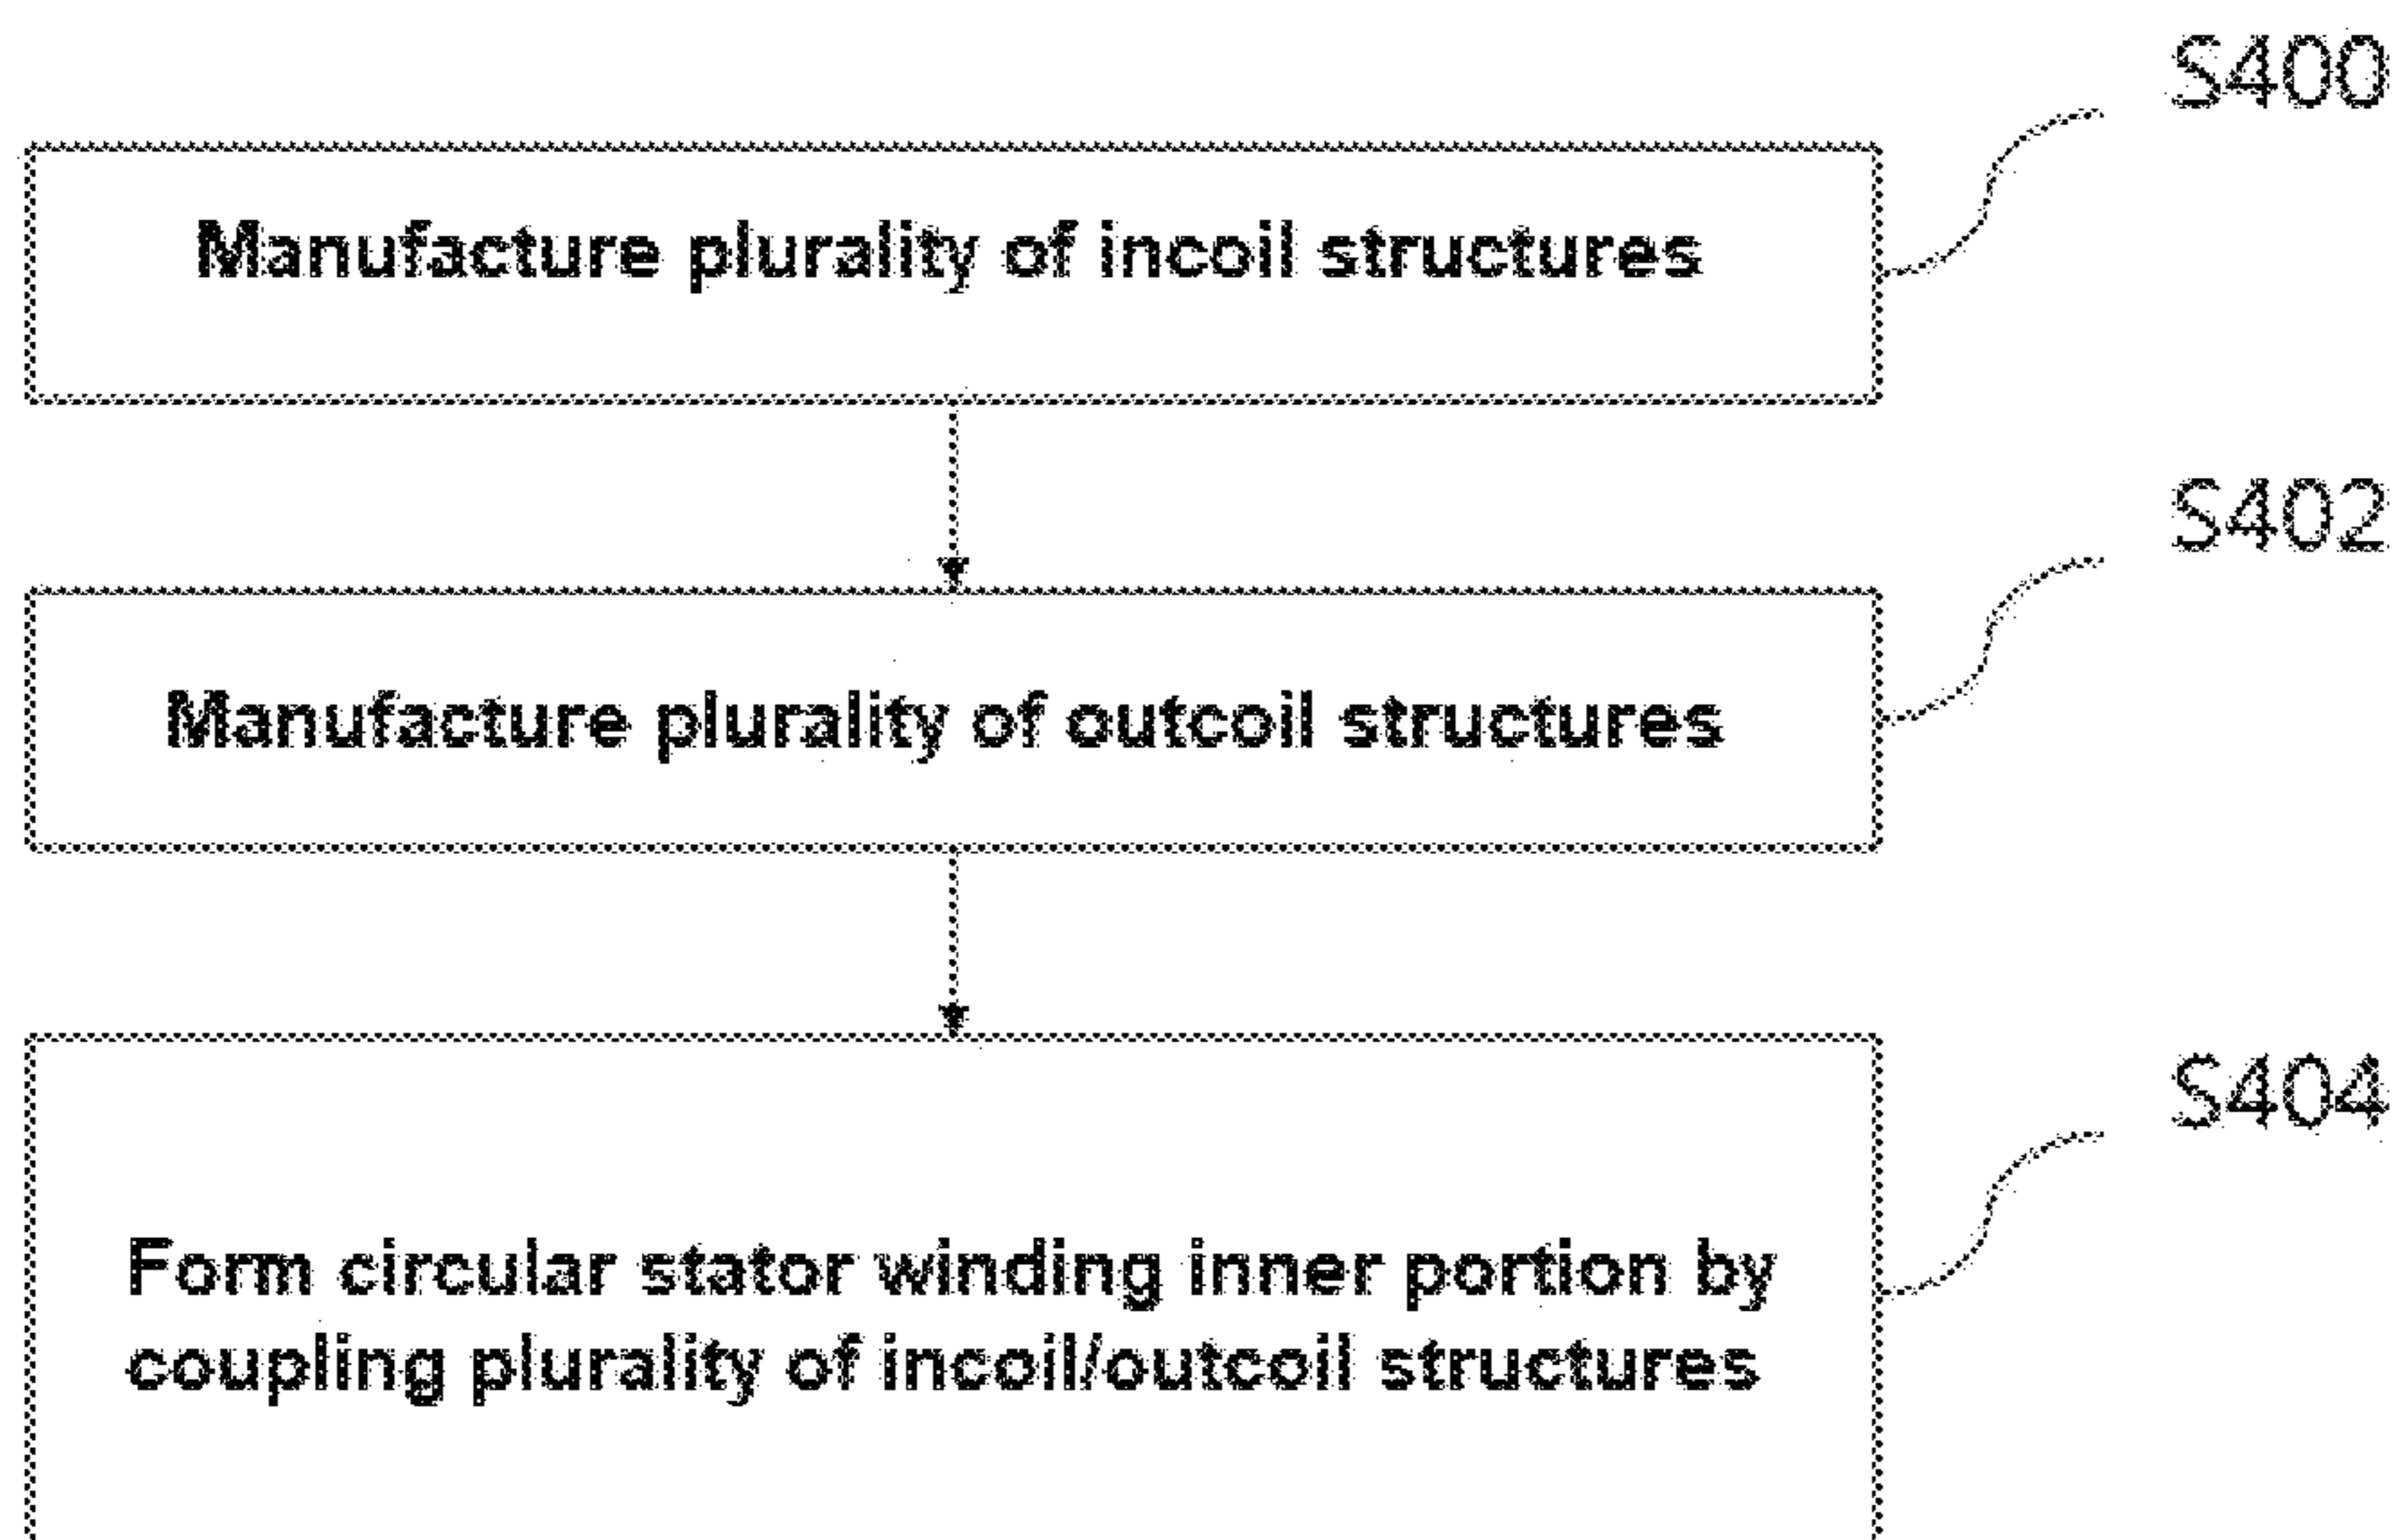 S400
Manufacture plurality of incoil structures
S402
Manufacture plurality of outcoil structures
S404
Form circular stator winding inner portion by
coupling plurality of incoil/outcoil structures